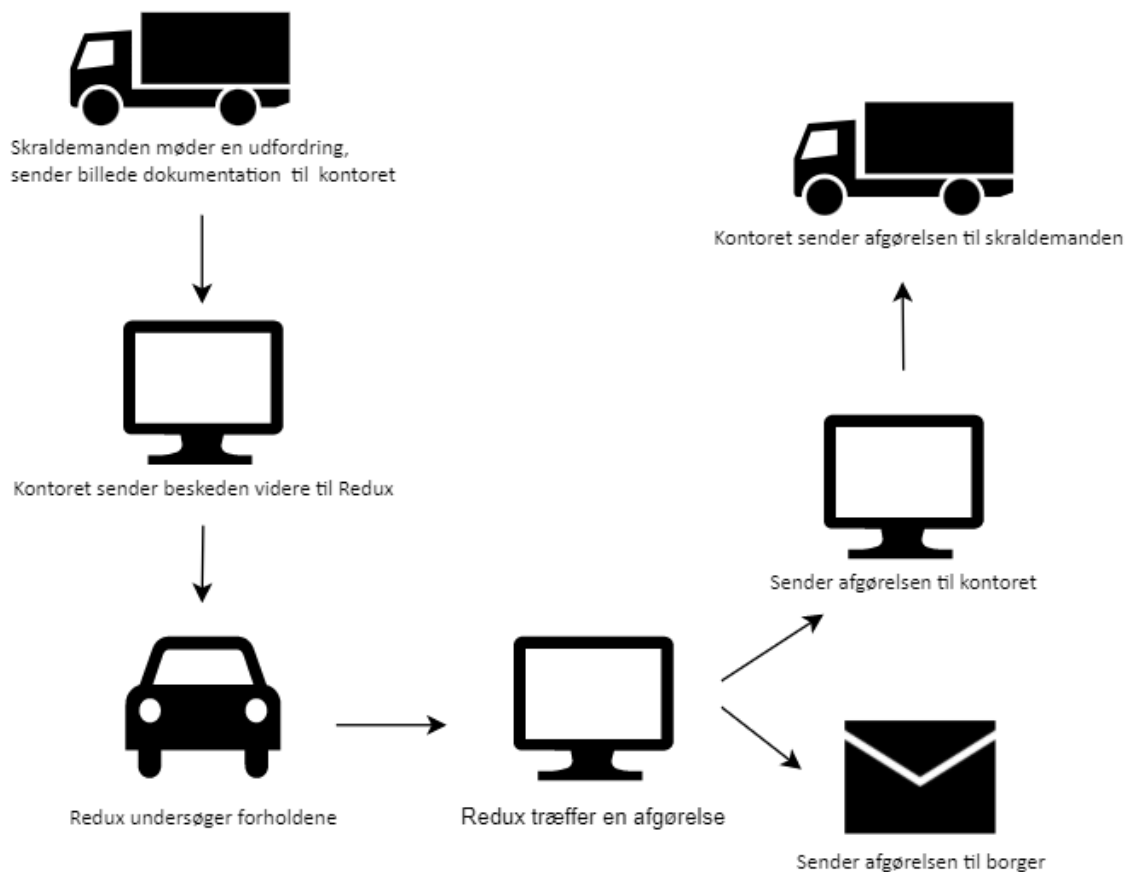 Skraldemanden møder en udfordring,
sender billede dokumentation til kontoret
Kontoret sender beskeden videre til Redux
Redux undersøger forholdene
Redux træffer en afgørelse
Sender afgørelsen til kontoret
Kontoret sender afgørelsen til skraldemanden
Sender afgørelsen til borger